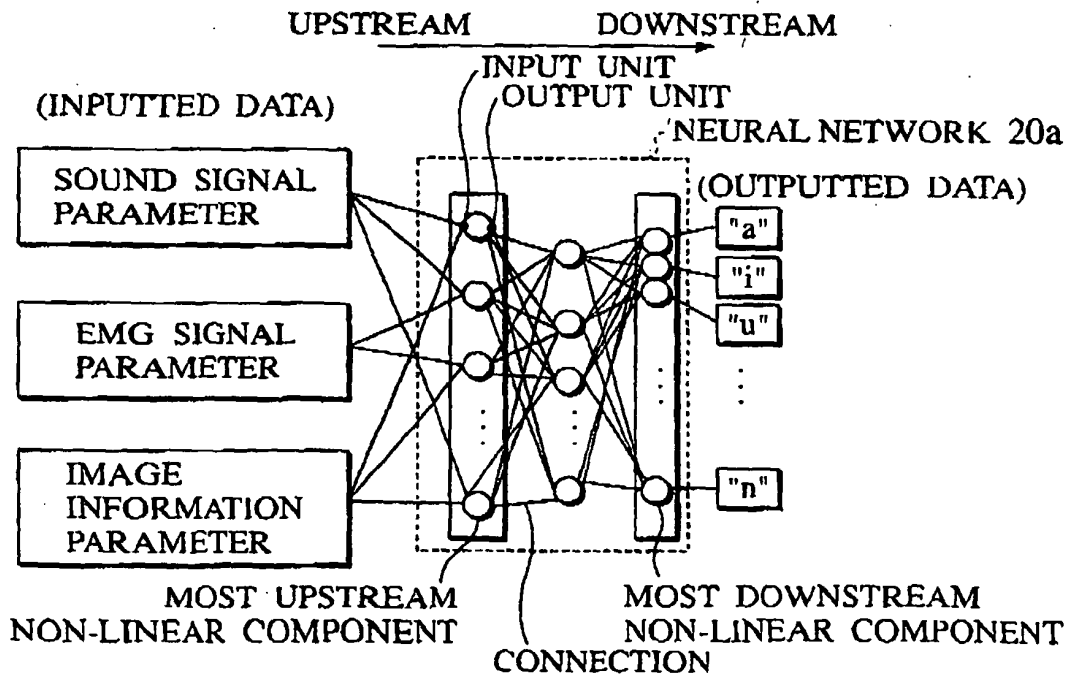 UPSTREAM DOWNSTREAM
INPUT UNIT
OUTPUT UNIT
(INPUTTED DATA)
NEURAL NETWORK 20a
SOUND SIGNAL
PARAMETER
(OUTPUTTED DATA)
"a"
"i"
"u"
EMG SIGNAL
PARAMETER
IMAGE
INFORMATION
PARAMETER
"n"
MOST UPSTREAM
NON-LINEAR COMPONENT
MOST DOWNSTREAM
NON-LINEAR COMPONENT
CONNECTION